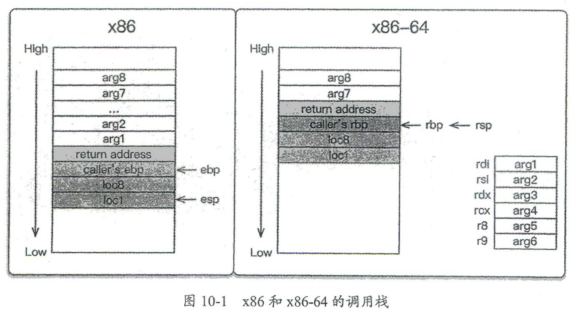 x86
High
arg8
arg7
...
arg2
arg1
return address
caller's ebp
ebp
loc8
loc1
esp
Low
x86-64
High
arg8
arg7
return address
caller's rbp
rbp
rsp
loc8
loc1
Low
rdi arg1
rsi arg2
rdx arg3
rcx arg4
r8 arg5
r9 arg6
图 10-1 x86 和 x86-64 的调用栈